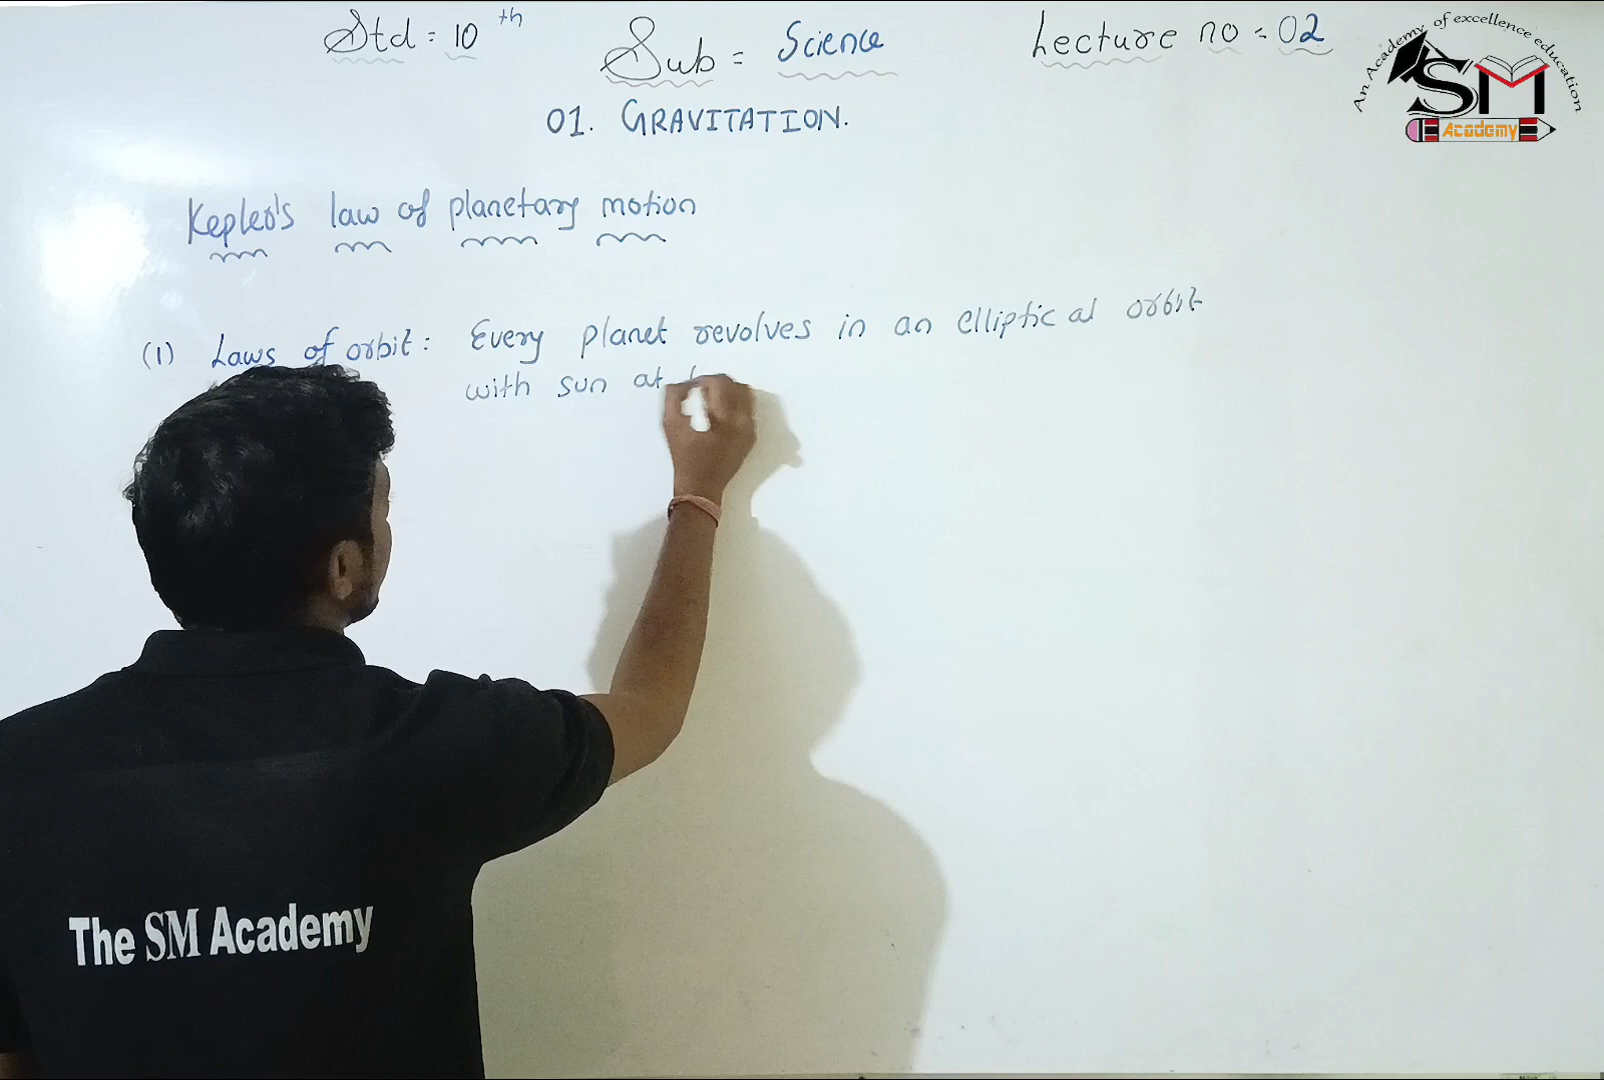 Std = 10th Sub = Science Lecture no = 02
01. GRAVITATION.
Kepler's law of planetary motion
(1) Laws of orbit: Every planet revolves in an elliptical orbit
with sun at
An Academy of excellence education
SM
Academy
The SM Academy